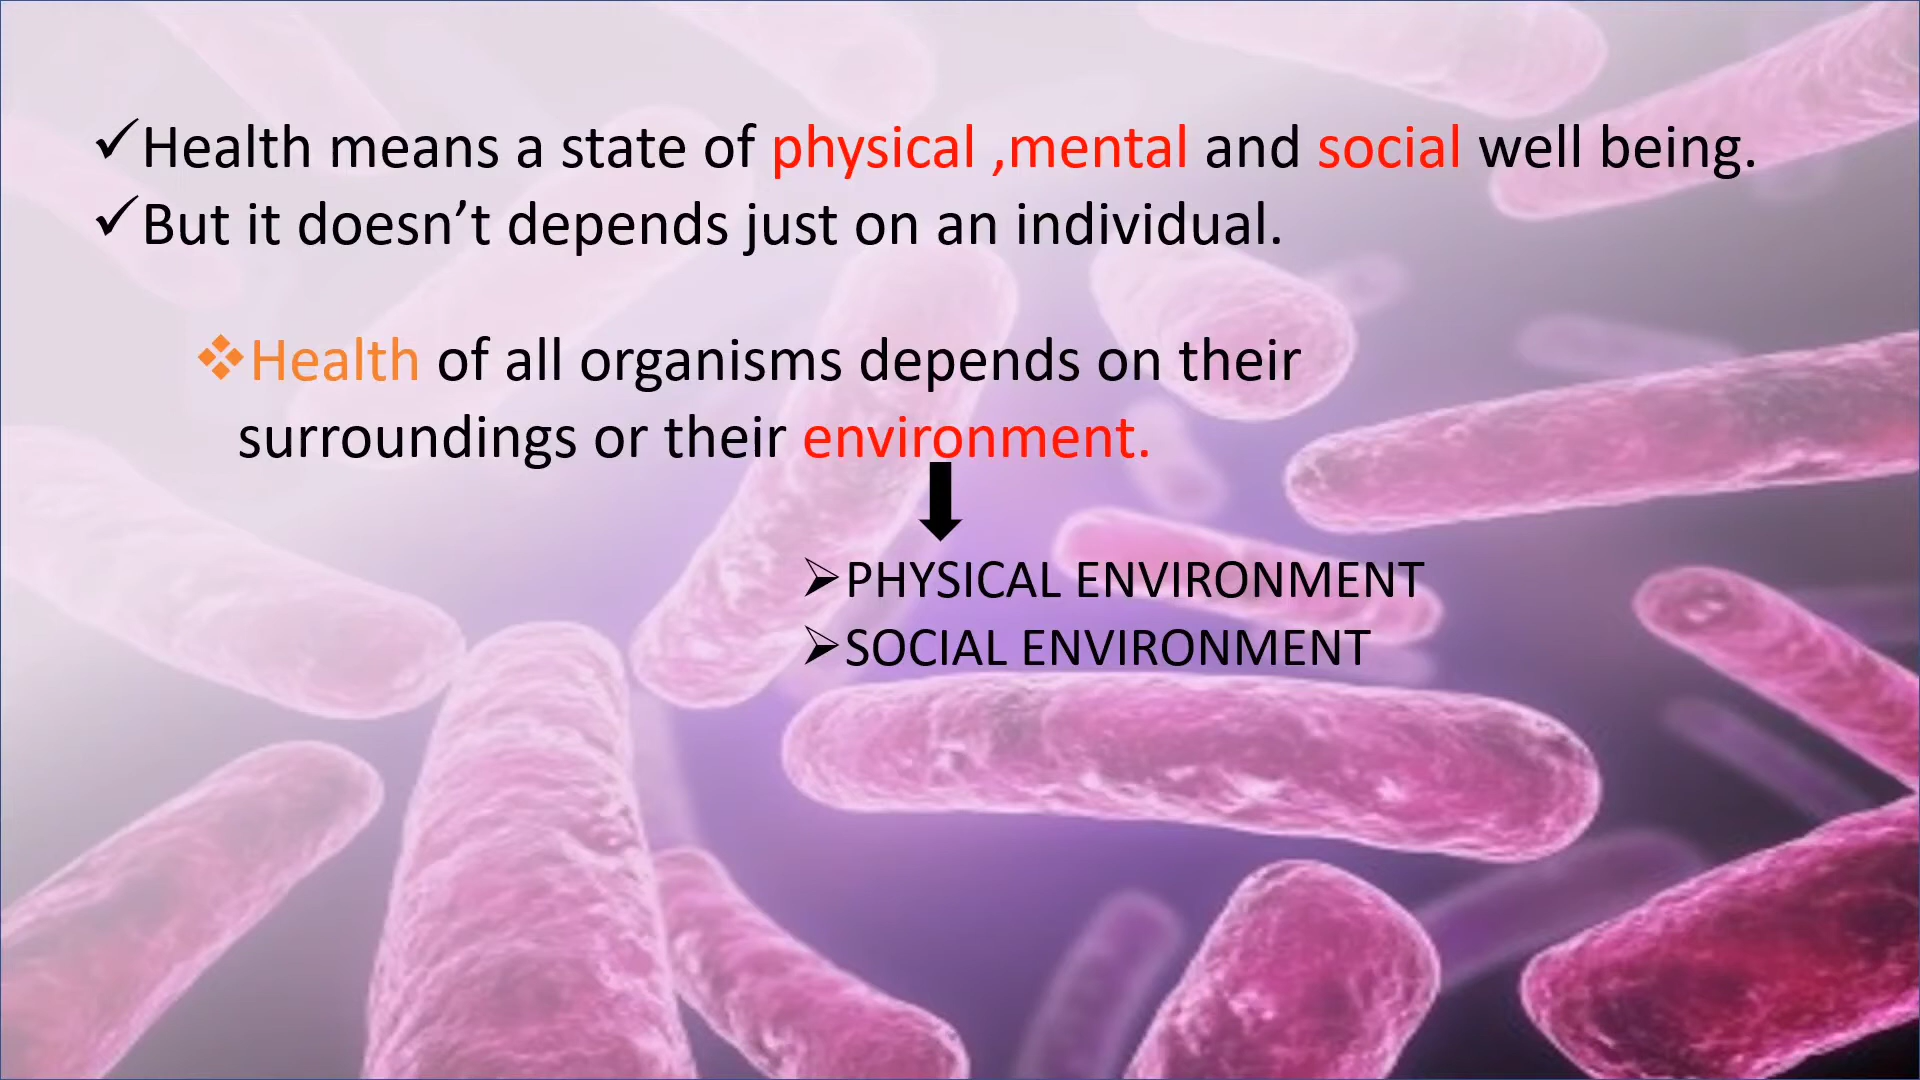 ✓Health means a state of physical ,mental and social well being.
✓But it doesn’t depends just on an individual.
❖Health of all organisms depends on their
surroundings or their environment.
➢PHYSICAL ENVIRONMENT
➢SOCIAL ENVIRONMENT